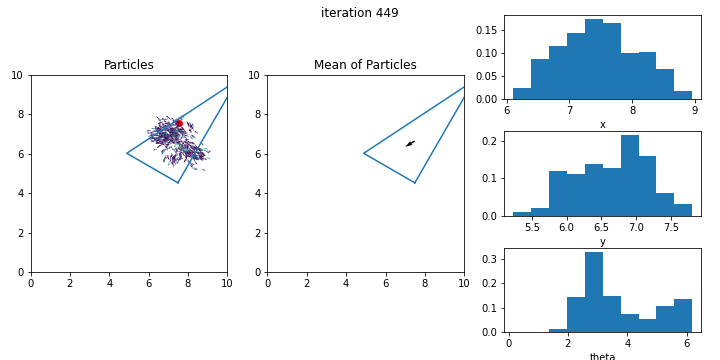 iteration 449
Particles
10
8
6
4
2
0
0 2 4 6 8 10
Mean of Particles
10
8
6
4
2
0
0 2 4 6 8 10
0.15
0.10
0.05
0.00
6 7 8 9
x
0.2
0.1
0.0
5.5 6.0 6.5 7.0 7.5
y
0.3
0.2
0.1
0.0
0 2 4 6
theta